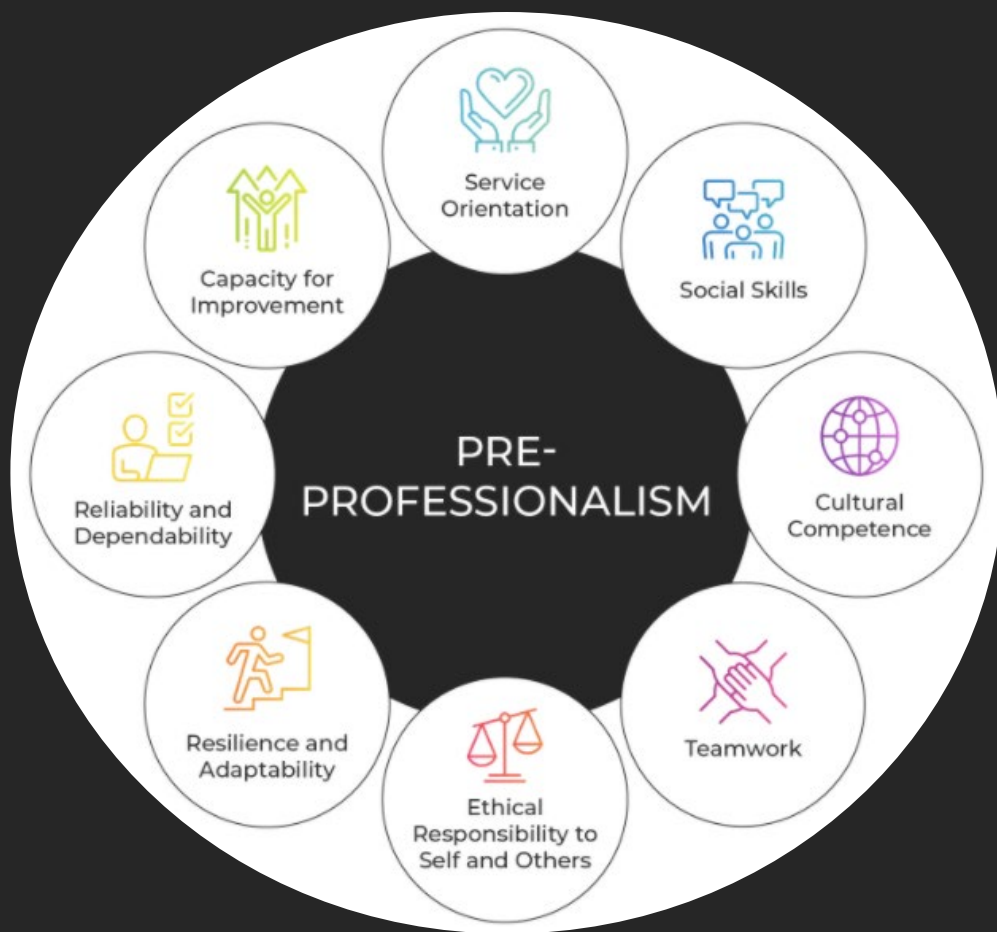 Service
Orientation
Social Skills
Cultural
Competence
Teamwork
Ethical
Responsibility to
Self and Others
Resilience and
Adaptability
Reliability and
Dependability
Capacity for
Improvement
PRE-
PROFESSIONALISM